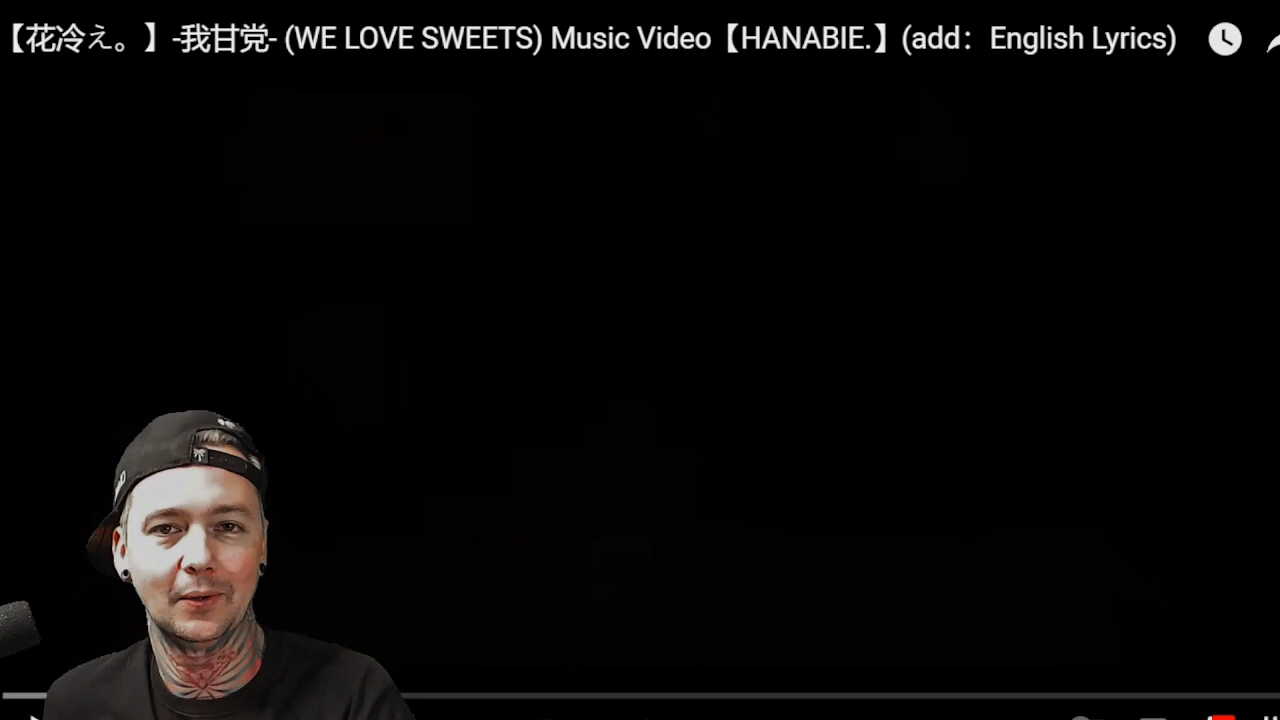 【花冷え。】-我甘党- (WE LOVE SWEETS) Music Video【HANABIE.】(add：English Lyrics)